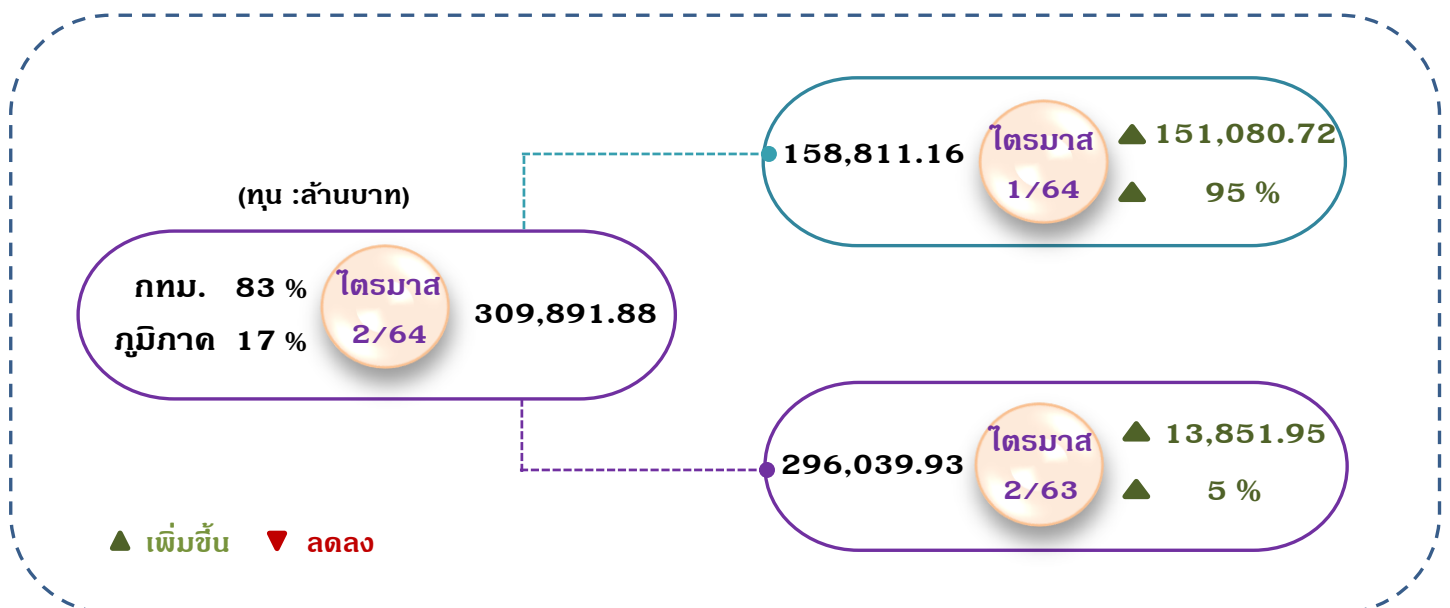 (ทุน :ล้านบาท)
กทม. 83 %
ภูมิภาค 17 %
ไตรมาส
2/64
309,891.88
158,811.16
ไตรมาส
1/64
151,080.72
95 %
296,039.93
ไตรมาส
2/63
13,851.95
5 %
เพิ่มขึ้น ลดลง